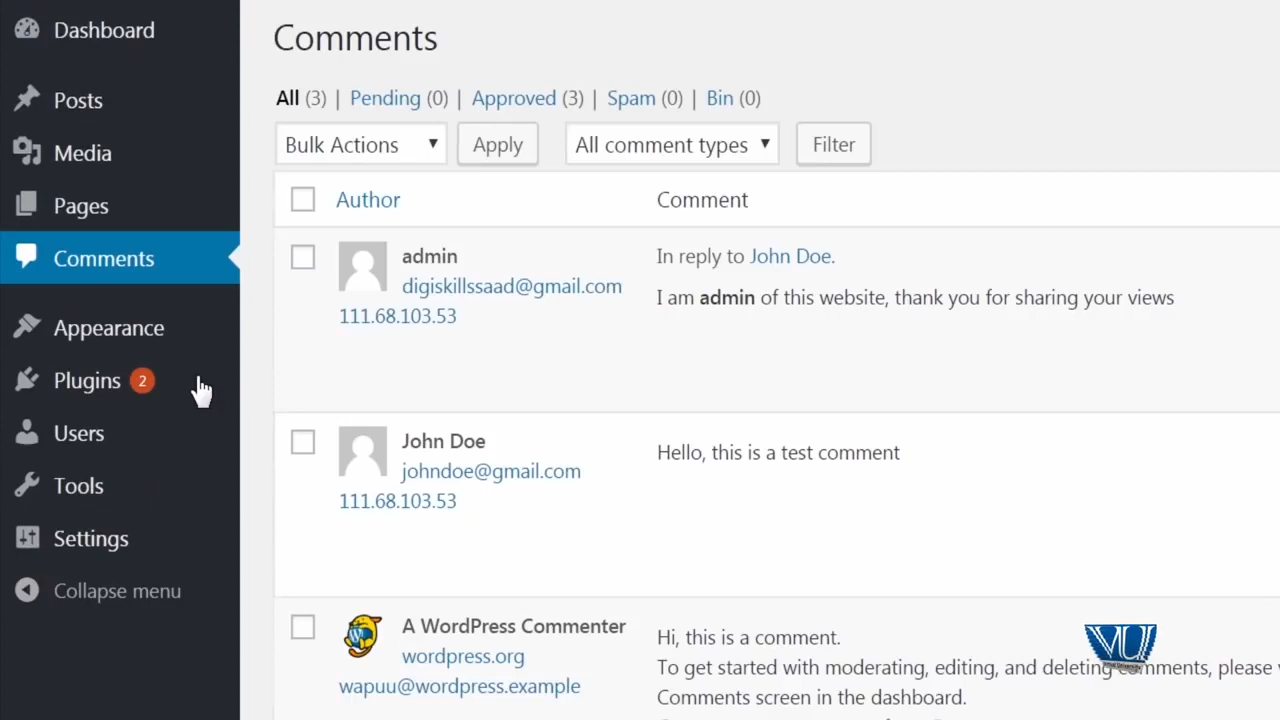 Dashboard
Posts
Media
Pages
Comments
Appearance
Plugins 2
Users
Tools
Settings
Collapse menu
Comments
All (3) | Pending (0) | Approved (3) | Spam (0) | Bin (0)
Bulk Actions
Apply
All comment types
Filter
Author
Comment
admin
digiskillssaad@gmail.com
111.68.103.53
In reply to John Doe.
I am admin of this website, thank you for sharing your views
John Doe
johndoe@gmail.com
111.68.103.53
Hello, this is a test comment
A WordPress Commenter
wordpress.org
wapuu@wordpress.example
Hi, this is a comment.
To get started with moderating, editing, and deleting comments, please
Comments screen in the dashboard.
VU